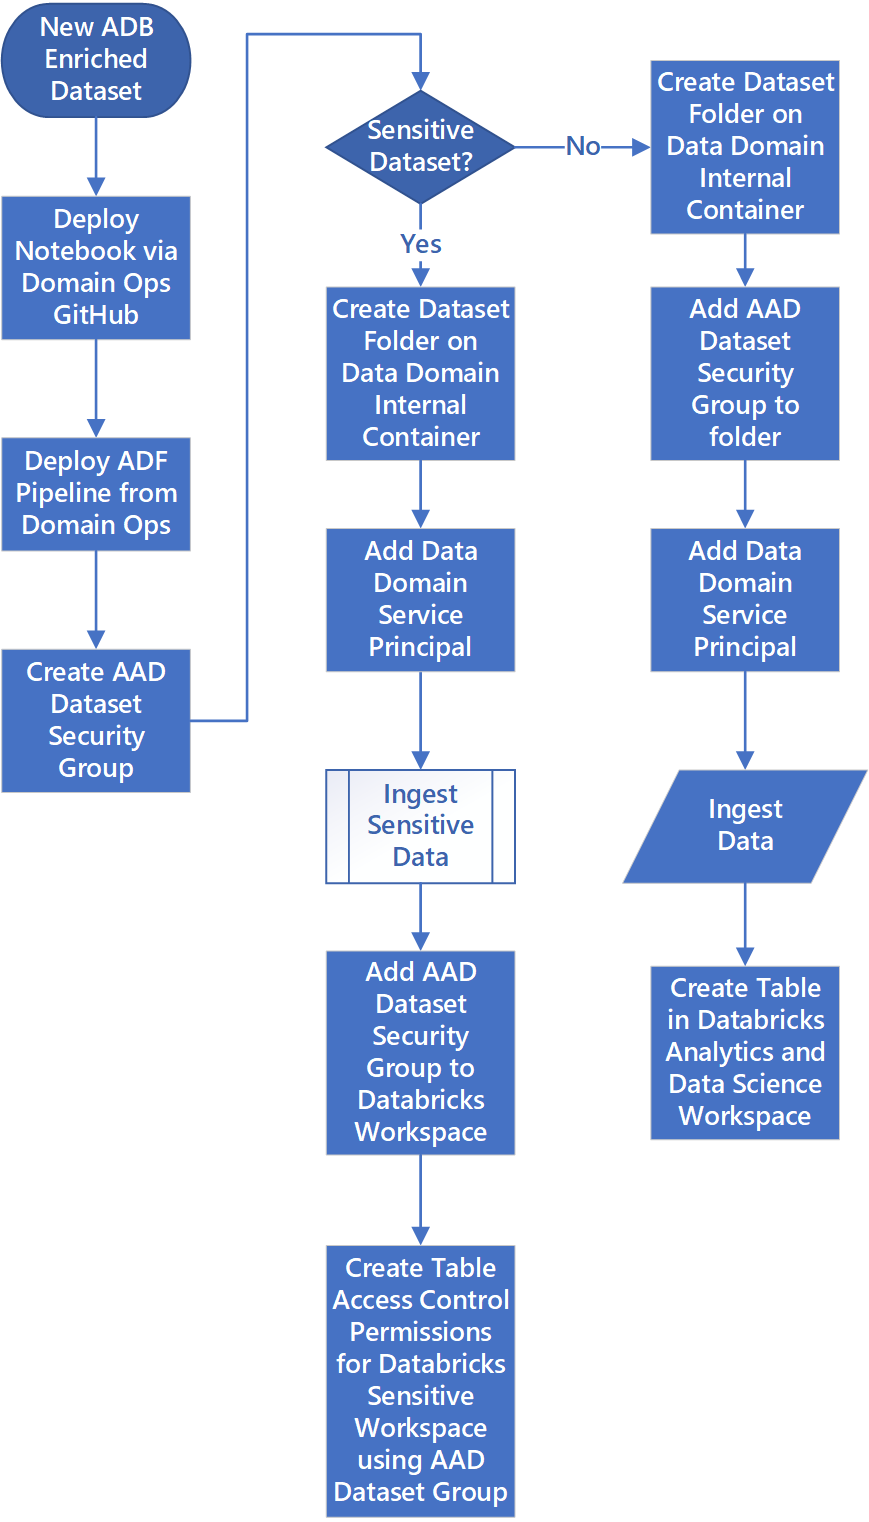 New ADB
Enriched
Dataset
Deploy
Notebook via
Domain Ops
GitHub
Deploy ADF
Pipeline from
Domain Ops
Create AAD
Dataset
Security
Group
Sensitive
Dataset?
Yes
Create Dataset
Folder on
Data Domain
Internal
Container
Add Data
Domain
Service
Principal
Ingest
Sensitive
Data
Add AAD
Dataset
Security
Group to
Databricks
Workspace
Create Table
Access Control
Permissions
for Databricks
Sensitive
Workspace
using AAD
Dataset Group
No
Create Dataset
Folder on
Data Domain
Internal
Container
Add AAD
Dataset
Security
Group to
folder
Add Data
Domain
Service
Principal
Ingest
Data
Create Table
in Databricks
Analytics and
Data Science
Workspace